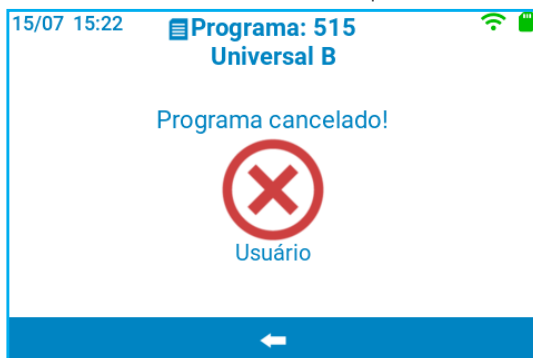 15/07 15:22
Programa: 515
Universal B
Programa cancelado!
Usuário